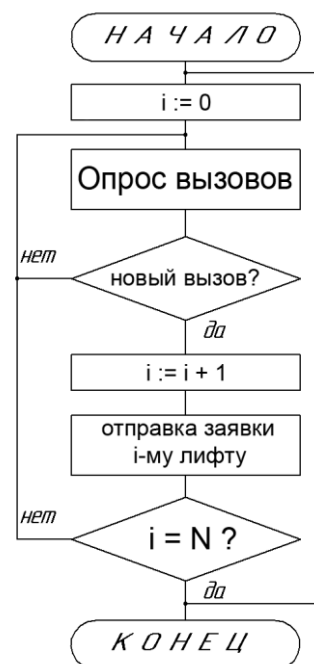 НАЧАЛО
i := 0
Опрос вызовов
нет
новый вызов?
да
i := i + 1
отправка заявки
i-му лифту
нет
i = N ?
да
КОНЕЦ